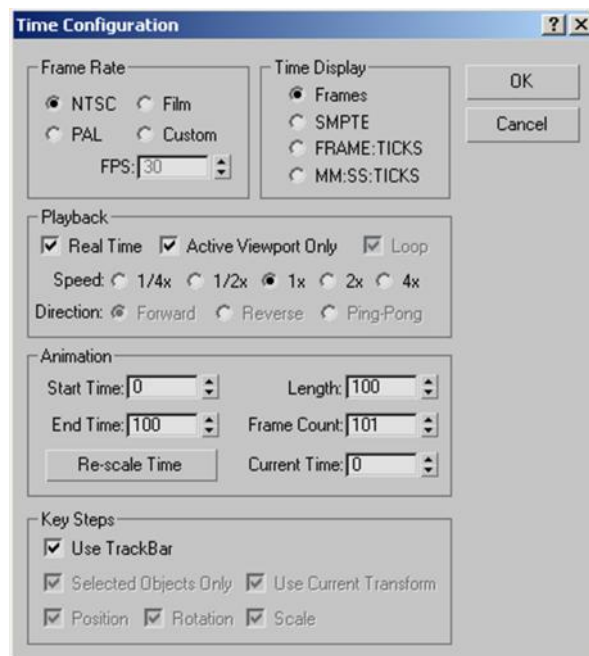 Time Configuration
Frame Rate
NTSC Film
PAL Custom
FPS: 30
Time Display
Frames
SMPTE
FRAME:TICKS
MM:SS:TICKS
OK
Cancel
Playback
Real Time Active Viewport Only Loop
Speed: 1/4x 1/2x 1x 2x 4x
Direction: Forward Reverse Ping-Pong
Animation
Start Time: 0 Length: 100
End Time: 100 Frame Count: 101
Re-scale Time Current Time: 0
Key Steps
Use TrackBar
Selected Objects Only Use Current Transform
Position Rotation Scale